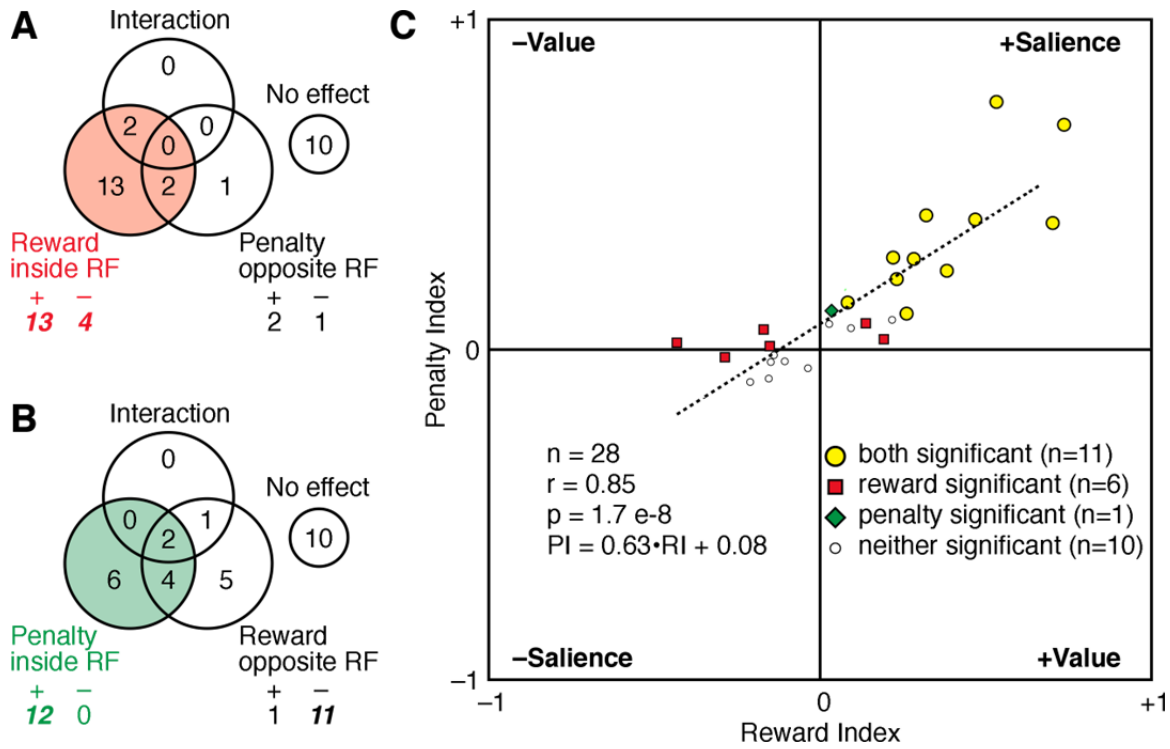 A
Interaction
0
No effect
2
0
0
10
13
2
1
Reward
inside RF
+ −
13 4
Penalty
opposite RF
+ −
2 1
B
Interaction
0
No effect
0
1
2
10
6
4
5
Penalty
inside RF
+ −
12 0
Reward
opposite RF
+ −
1 11
C
+1
−Value
+Salience
Penalty Index
0
n = 28
r = 0.85
p = 1.7 e-8
PI = 0.63•RI + 0.08
both significant (n=11)
reward significant (n=6)
penalty significant (n=1)
neither significant (n=10)
−Salience
+Value
−1
−1
0
+1
Reward Index